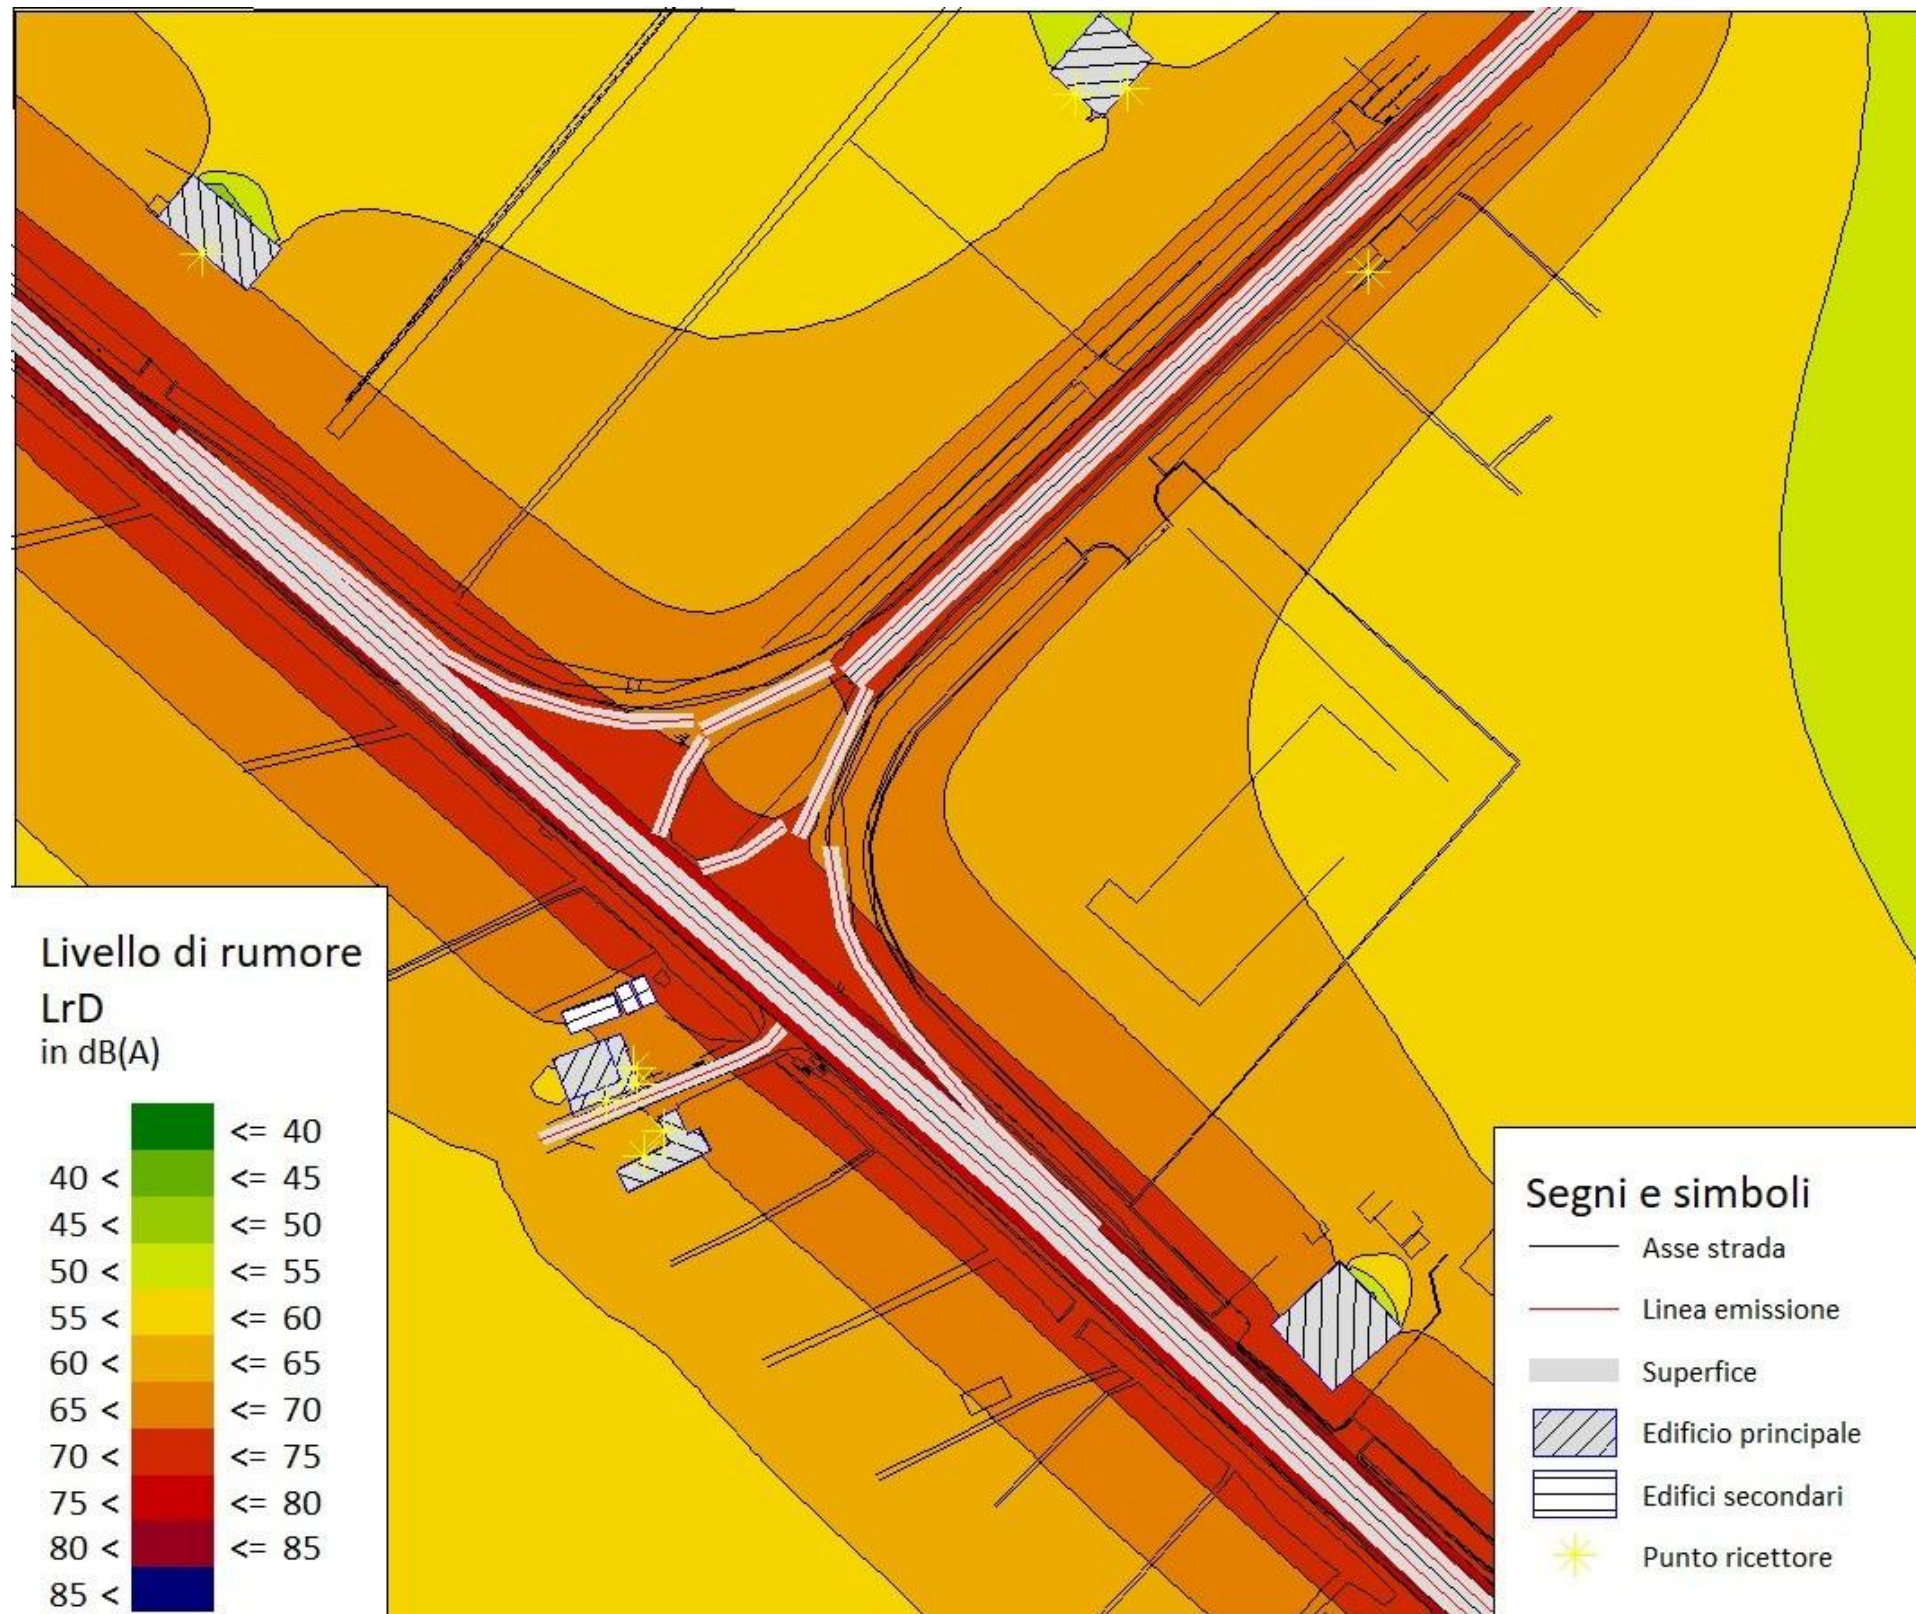 Livello di rumore
LrD
in dB(A)
<= 40
40 < <= 45
45 < <= 50
50 < <= 55
55 < <= 60
60 < <= 65
65 < <= 70
70 < <= 75
75 < <= 80
80 < <= 85
85 <
Segni e simboli
Asse strada
Linea emissione
Superfice
Edificio principale
Edifici secondari
Punto ricettore